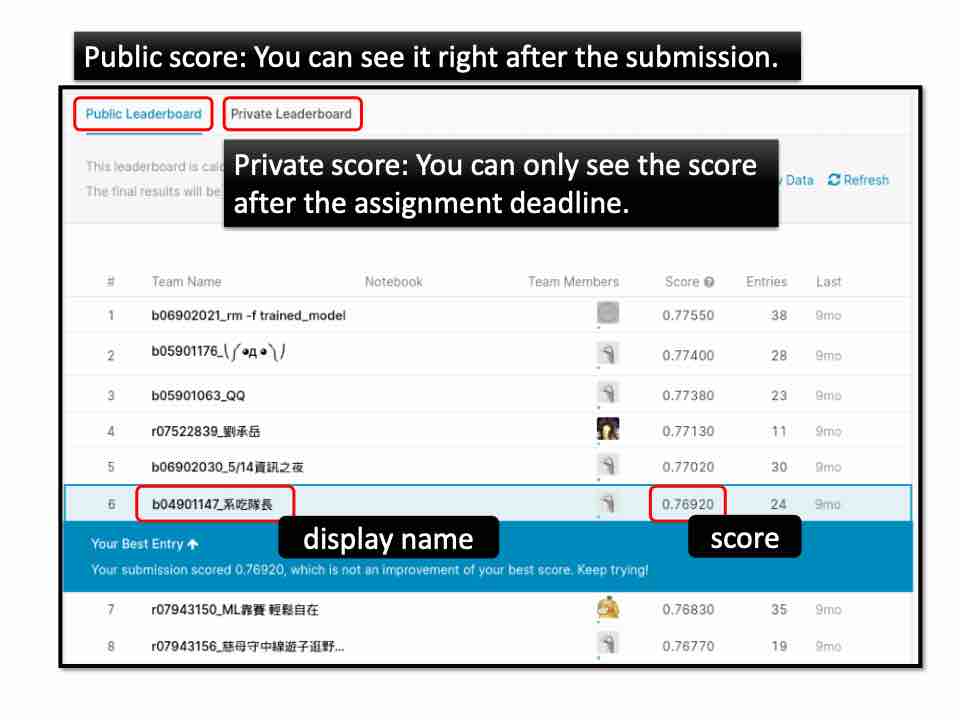 Public score: You can see it right after the submission.
Public Leaderboard Private Leaderboard
This leaderboard is
Private score: You can only see the score
after the assignment deadline.
Data Refresh
The final results will be
# Team Name Notebook Team Members Score Entries Last
1 b06902021_rm -f trained_model 0.77550 38 9mo
2 b05901176_ 0.77400 28 9mo
3 b05901063_QQ 0.77380 23 9mo
4 r07522839_劉承岳 0.77130 11 9mo
5 b06902030_5/14資訊之夜 0.77020 30 9mo
6 b04901147_系吃隊長 0.76920 24 9mo
display name
score
Your Best Entry
Your submission scored 0.76920, which is not an improvement of your best score. Keep trying!
7 r07943150_ML靠賽 輕鬆自在 0.76830 35 9mo
8 r07943156_慈母守中線遊子逛野... 0.76770 19 9mo